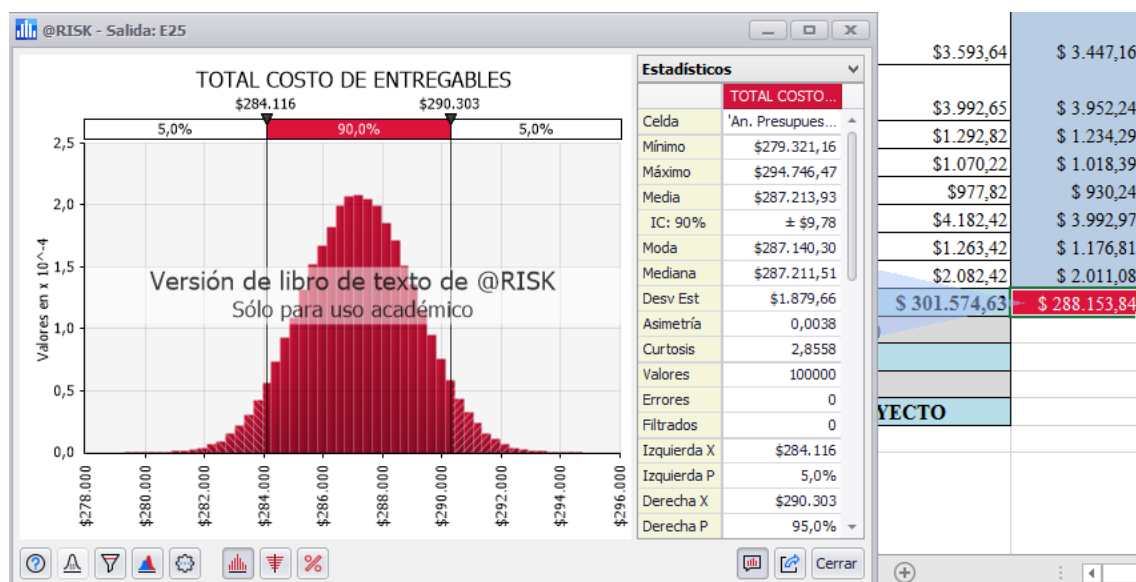 @RISK - Salida: E25
TOTAL COSTO DE ENTREGABLES
$284.116 $290.303
5,0% 90,0% 5,0%
2,5
2,0
1,5
1,0
0,5
0,0
Valores en x 10^-4
Versión de libro de texto de @RISK
Sólo para uso académico
$278.000 $280.000 $282.000 $284.000 $286.000 $288.000 $290.000 $292.000 $294.000 $296.000
Estadísticos
TOTAL COSTO...
Celda 'An. Presupues...
Mínimo $279.321,16
Máximo $294.746,47
Media $287.213,93
IC: 90% ± $9,78
Moda $287.140,30
Mediana $287.211,51
Desv Est $1.879,66
Asimetría 0,0038
Curtosis 2,8558
Valores 100000
Errores 0
Filtrados 0
Izquierda X $284.116
Izquierda P 5,0%
Derecha X $290.303
Derecha P 95,0%
Cerrar
$3.593,64 $ 3.447,16
$3.992,65 $ 3.952,24
$1.292,82 $ 1.234,29
$1.070,22 $ 1.018,39
$977,82 $ 930,24
$4.182,42 $ 3.992,97
$1.263,42 $ 1.176,81
$2.082,42 $ 2.011,08
$ 301.574,63 $ 288.153,84
YECTO